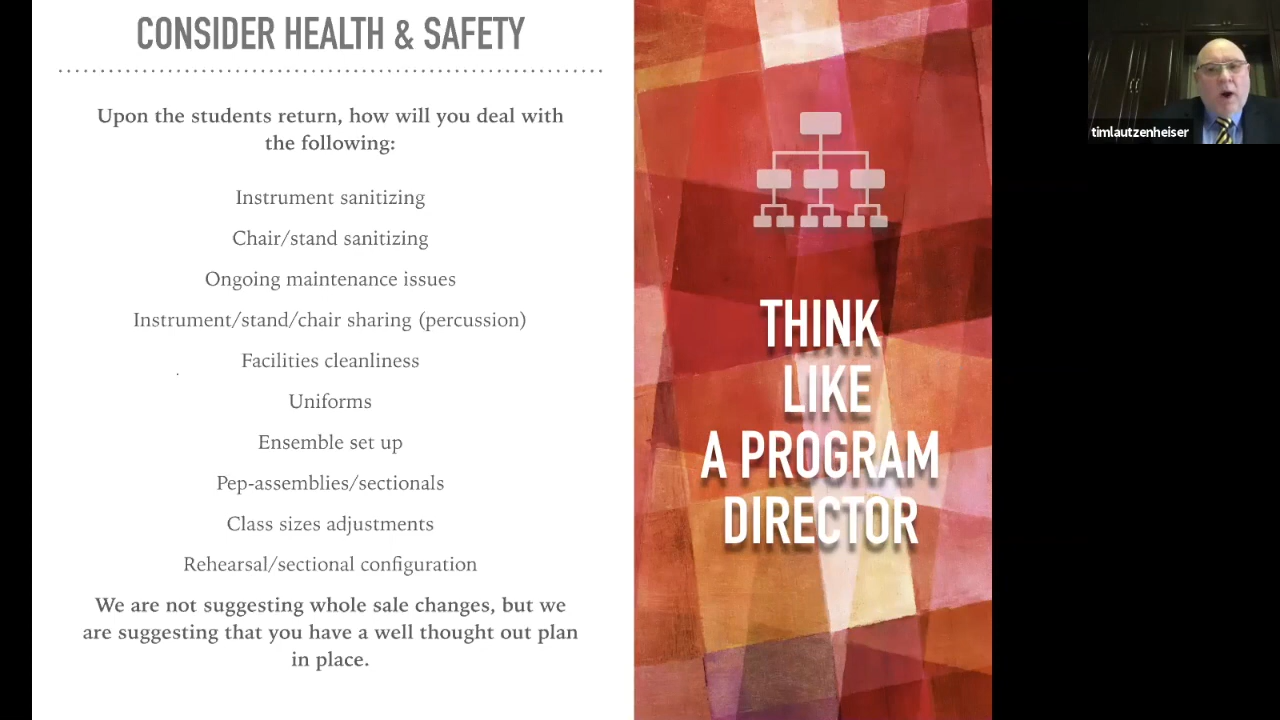 CONSIDER HEALTH & SAFETY
Upon the students return, how will you deal with
the following:
Instrument sanitizing
Chair/stand sanitizing
Ongoing maintenance issues
Instrument/stand/chair sharing (percussion)
Facilities cleanliness
Uniforms
Ensemble set up
Pep-assemblies/sectionals
Class sizes adjustments
Rehearsal/sectional configuration
We are not suggesting whole sale changes, but we
are suggesting that you have a well thought out plan
in place.
THINK
LIKE
A PROGRAM
DIRECTOR
timlautzenheiser